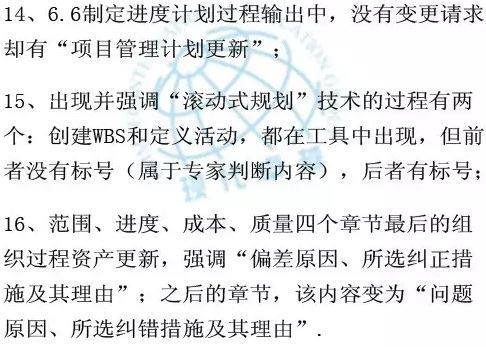 14、6.6制定进度计划过程输出中，没有变更请求
却有“项目管理计划更新”；
15、出现并强调“滚动式规划”技术的过程有两
个：创建WBS和定义活动，都在工具中出现，但前
者没有标号（属于专家判断内容），后者有标号；
16、范围、进度、成本、质量四个章节最后的组
织过程资产更新，强调“偏差原因、所选纠正措
施及其理由”；之后的章节，该内容变为“问题
原因、所选纠错措施及其理由”.